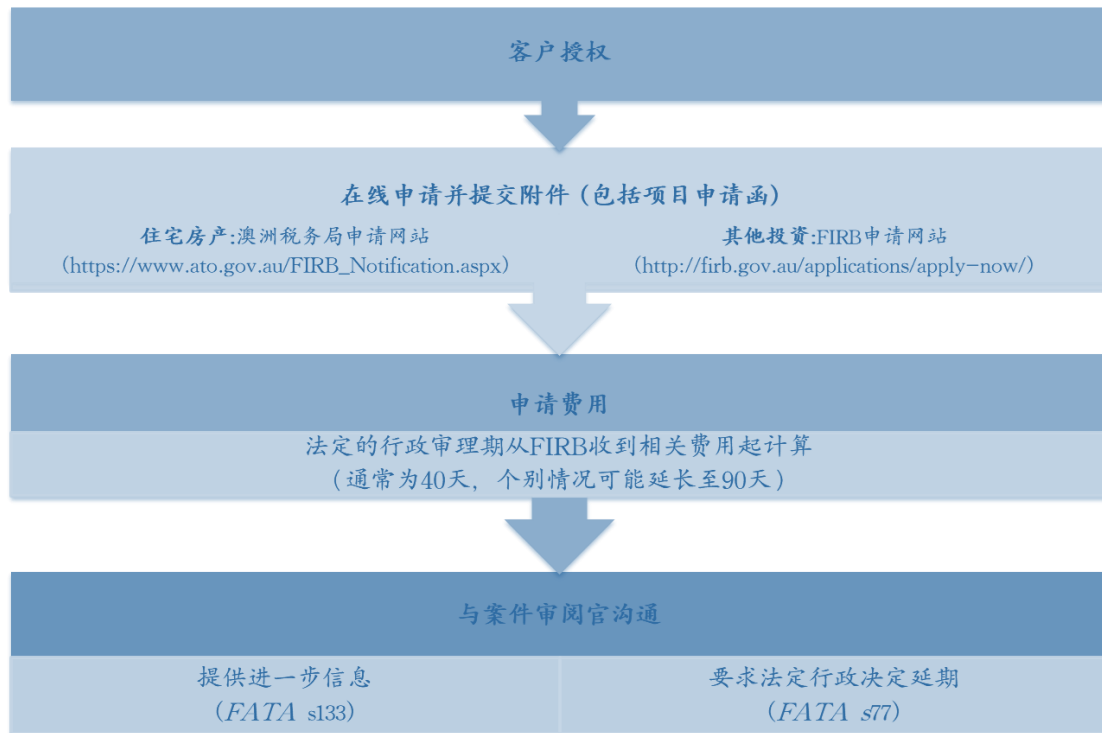 客户授权
在线申请并提交附件 (包括项目申请函)
住宅房产:澳洲税务局申请网站
(https://www.ato.gov.au/FIRB_Notification.aspx)
其他投资:FIRB申请网站
(http://firb.gov.au/applications/apply-now/)
申请费用
法定的行政审理期从FIRB收到相关费用起计算
(通常为40天，个别情况可能延长至90天)
与案件审阅官沟通
提供进一步信息
(FATA s133)
要求法定行政决定延期
(FATA s77)